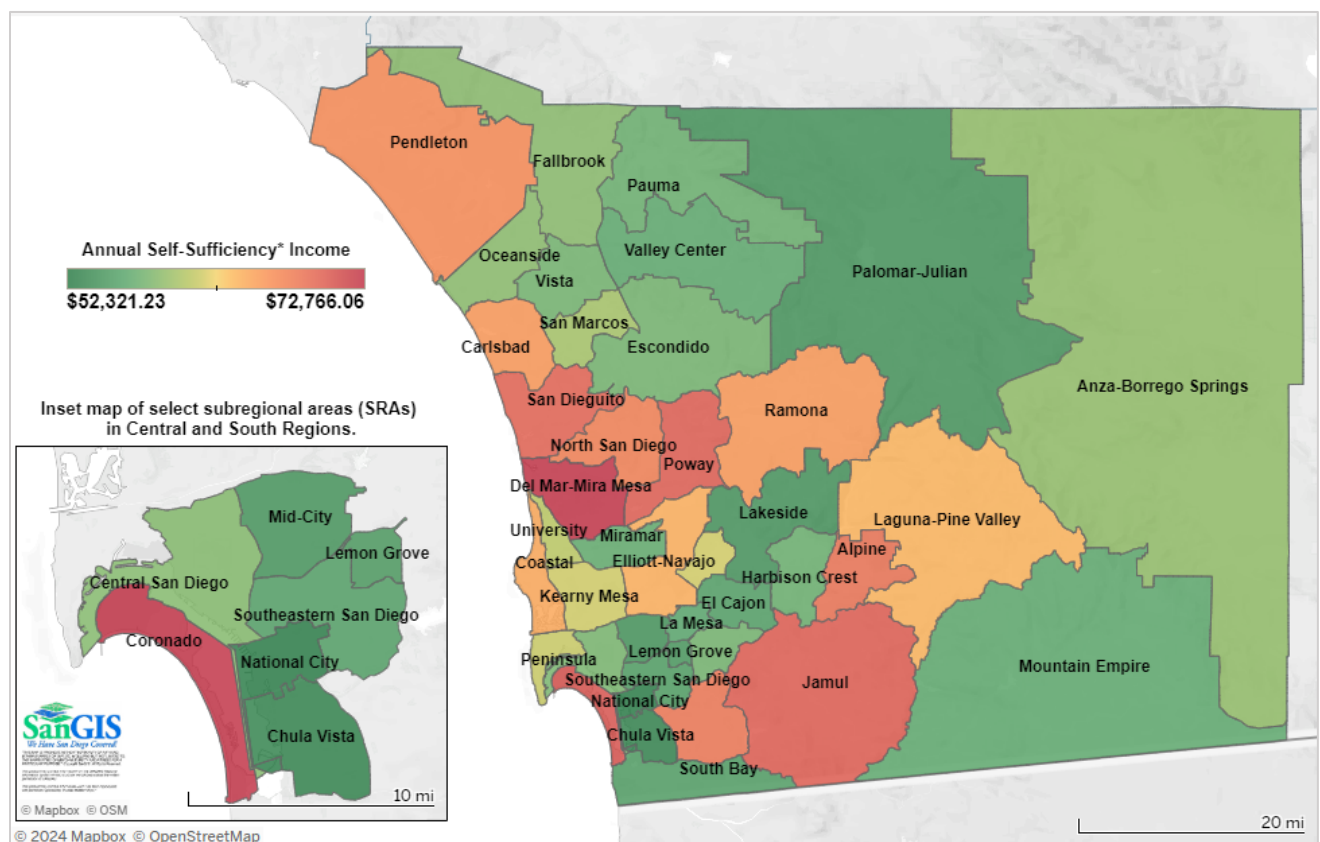 Pendleton
Fallbrook
Pauma
Annual Self-Sufficiency* Income
$52,321.23 $72,766.06
Oceanside
Valley Center
Vista
Palomar-Julian
San Marcos
Carlsbad
Escondido
Anza-Borrego Springs
San Dieguito
Ramona
North San Diego
Poway
Del Mar-Mira Mesa
Lakeside
Laguna-Pine Valley
University
Miramar
Alpine
Coastal
Elliott-Navajo
Harbison Crest
Kearny Mesa
El Cajon
La Mesa
Peninsula
Lemon Grove
Mountain Empire
Southeastern San Diego
Jamul
National City
Chula Vista
South Bay
20 mi
Inset map of select subregional areas (SRAs)
in Central and South Regions.
Mid-City
Lemon Grove
Central San Diego
Southeastern San Diego
Coronado
National City
Chula Vista
SanGIS
We Have San Diego Covered!
10 mi
© Mapbox © OSM
© 2024 Mapbox © OpenStreetMap